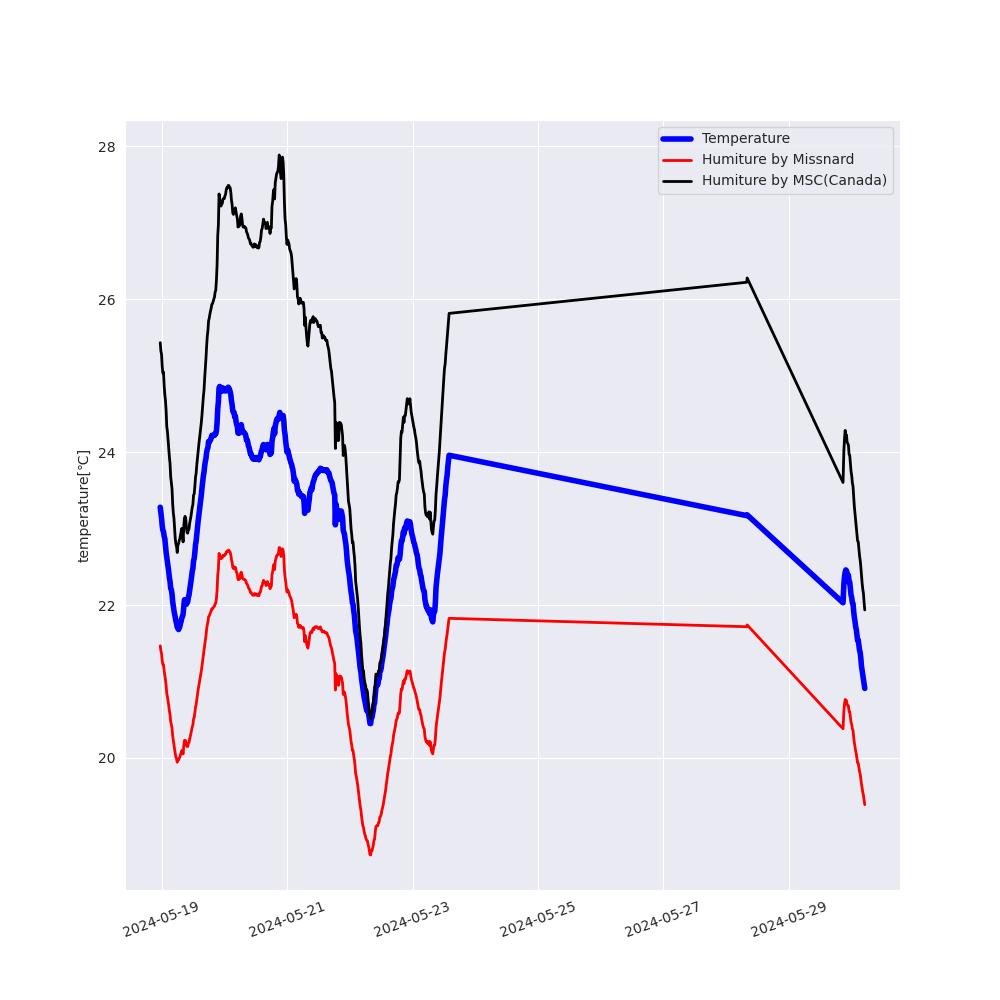 Temperature
Humiture by Missnard
Humiture by MSC(Canada)
temperature[℃]
28
26
24
22
20
2024-05-19
2024-05-21
2024-05-23
2024-05-25
2024-05-27
2024-05-29